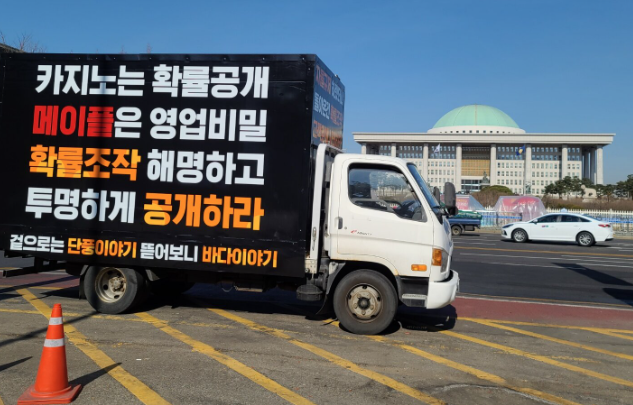 카지노는 확률공개
메이플은 영업비밀
확률조작 해명하고
투명하게 공개하라
겉으로는 단풍이야기 뜯어보니 바다이야기